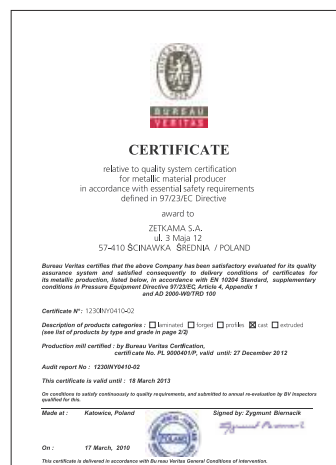 BUREAU
VERITAS
CERTIFICATE
relative to quality system certification
for metallic material producer
in accordance with essential safety requirements
defined in 97/23/EC Directive
award to
ZETKAMA S.A.
ul. 3 Maja 12
57-410 ŚCINAWKA ŚREDNIA / POLAND
Bureau Veritas certifies that the above Company has been satisfactory evaluated for its quality
assurance system and satisfied consequently to delivery conditions of certificates for
its metallic production, listed below, in accordance with EN 10204 Standard, supplementary
conditions in Pressure Equipment Directive 97/23/EC, Article 4, Appendix 1
and AD 2000-W0/TRD 100
Certificate N°: 1230INY0410-02
Description of products categories : laminated forged profiles cast extruded
(see list of products by type and grade in page 2/2)
Production mill certified : by Bureau Veritas Certification,
certificate No. PL 9000401/P, valid until: 27 December 2012
Audit report No : 1230INY0410-02
This certificate is valid until : 18 March 2013
On conditions to satisfy continuously to quality requirements, and submitted to annual re-evaluation by BV Inspectors
qualified for this.
Made at : Katowice, Poland Signed by: Zygmunt Biernacik
POLAND
On : 17 March, 2010
This certificate is delivered in accordance with Bureau Veritas General Conditions of intervention.